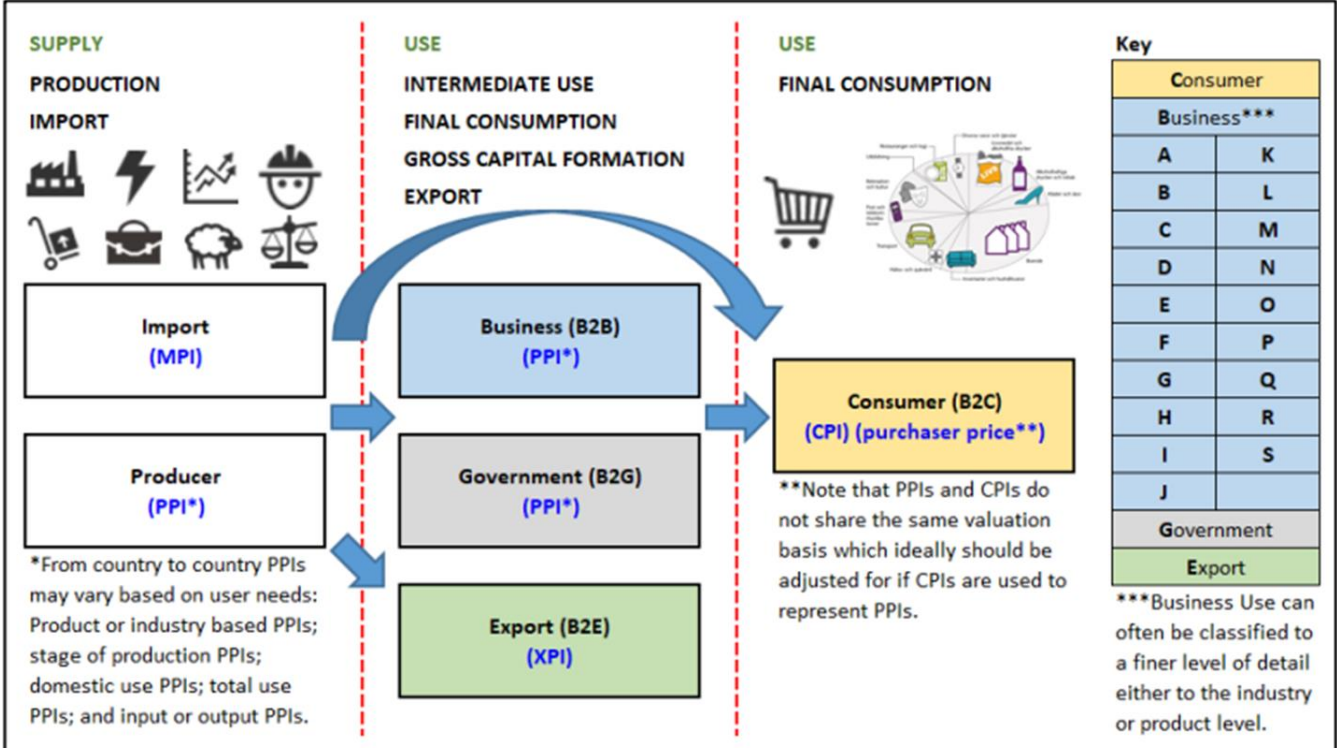 SUPPLY
PRODUCTION
IMPORT
Import
(MPI)
Producer
(PPI*)
*From country to country PPIs
may vary based on user needs:
Product or industry based PPIs;
stage of production PPIs;
domestic use PPIs; total use
PPIs; and input or output PPIs.
USE
INTERMEDIATE USE
FINAL CONSUMPTION
GROSS CAPITAL FORMATION
EXPORT
Business (B2B)
(PPI*)
Government (B2G)
(PPI*)
Export (B2E)
(XPI)
USE
FINAL CONSUMPTION
Transport
Boende
Consumer (B2C)
(CPI) (purchaser price**)
**Note that PPIs and CPIs do
not share the same valuation
basis which ideally should be
adjusted for if CPIs are used to
represent PPIs.
Key
Consumer
Business***
A K
B L
C M
D N
E O
F P
G Q
H R
I S
J
Government
Export
***Business Use can
often be classified to
a finer level of detail
either to the industry
or product level.